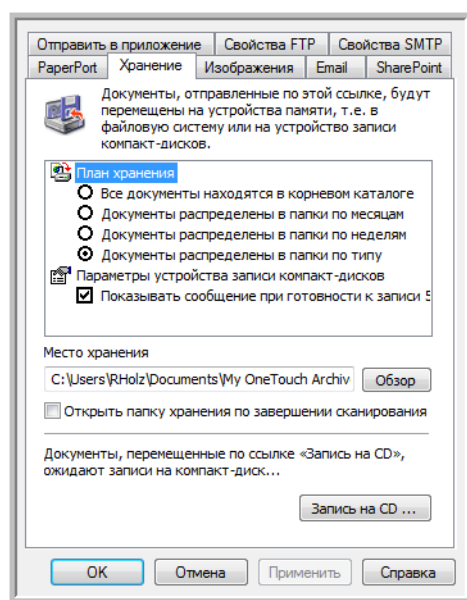 Отправить в приложение Свойства FTP Свойства SMTP
PaperPort Хранение Изображения Email SharePoint
Документы, отправленные по этой ссылке, будут
перемещены на устройства памяти, т.е. в
файловую систему или на устройство записи
компакт-дисков.
План хранения
Все документы находятся в корневом каталоге
Документы распределены в папки по месяцам
Документы распределены в папки по неделям
Документы распределены в папки по типу
Параметры устройства записи компакт-дисков
Показывать сообщение при готовности к записи
Место хранения
C:\Users\RHolz\Documents\My OneTouch Archiv Обзор
Открыть папку хранения по завершении сканирования
Документы, перемещенные по ссылке «Запись на CD»,
ожидают записи на компакт-диск...
Запись на CD ...
OK Отмена Применить Справка